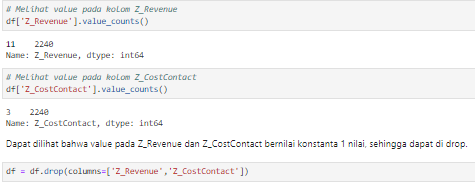 # Melihat value pada kolom Z_Revenue
df['Z_Revenue'].value_counts()
11    2240
Name: Z_Revenue, dtype: int64
# Melihat value pada kolom Z_CostContact
df['Z_CostContact'].value_counts()
3    2240
Name: Z_CostContact, dtype: int64
Dapat dilihat bahwa value pada Z_Revenue dan Z_CostContact bernilai konstanta 1 nilai, sehingga dapat di drop.
df = df.drop(columns=['Z_Revenue','Z_CostContact'])